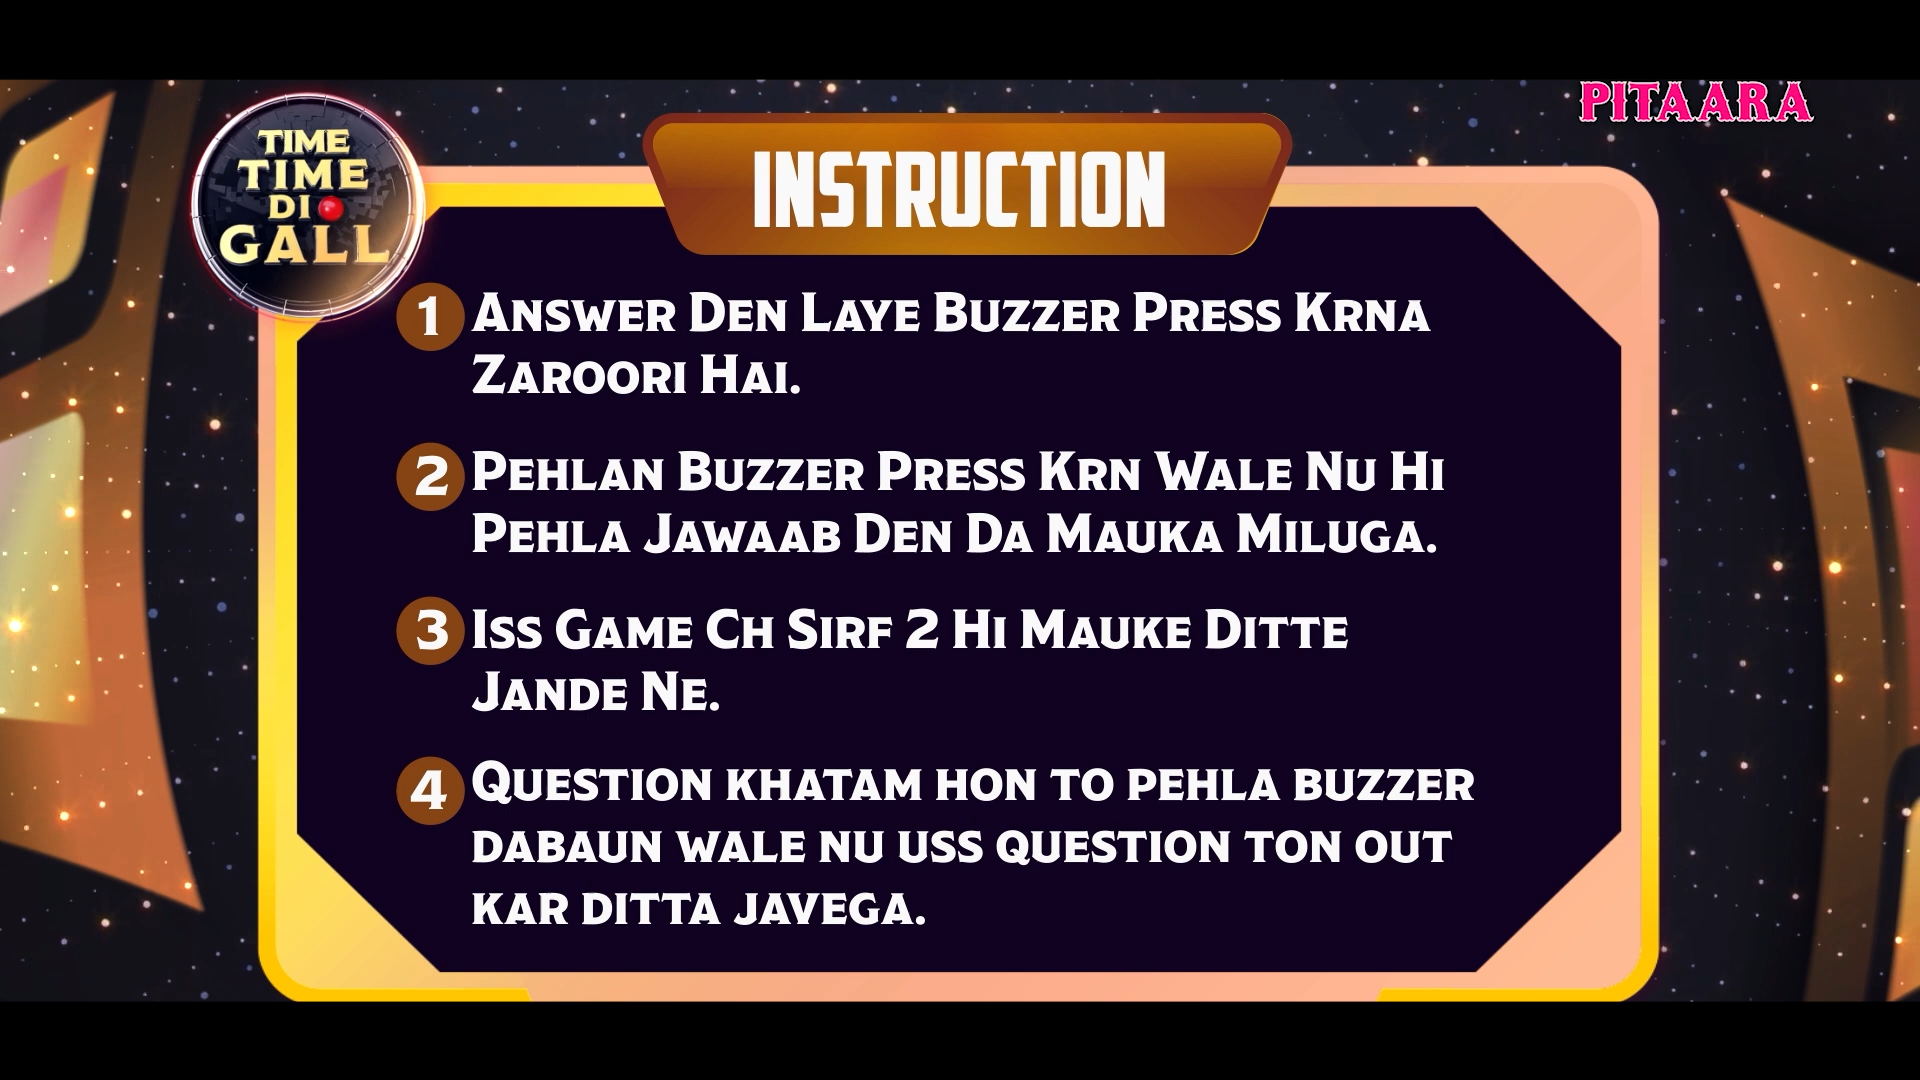 PITAARA
TIME
TIME
DI
GALL
INSTRUCTION
1 ANSWER DEN LAYE BUZZER PRESS KRNA
ZAROORI HAI.
2 PEHLAN BUZZER PRESS KRN WALE NU HI
PEHLA JAWAAB DEN DA MAUKA MILUGA.
3 ISS GAME CH SIRF 2 HI MAUKE DITTE
JANDE NE.
4 QUESTION KHATAM HON TO PEHLA BUZZER
DABAUN WALE NU USS QUESTION TON OUT
KAR DITTA JAVEGA.